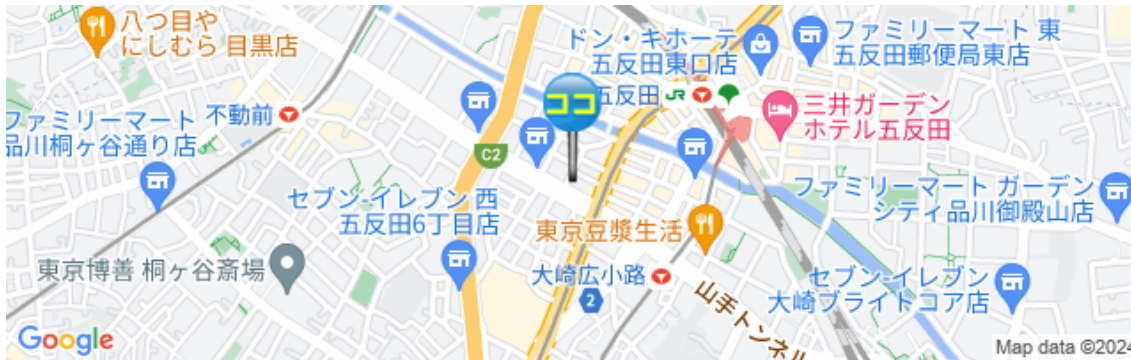 八つ目や
にしむら 目黒店
ドン・キホーテ
五反田東口店
ファミリーマート 東
五反田郵便局東店
ココ
五反田
JR
不動前
三井ガーデン
ホテル五反田
ファミリーマート
品川桐ヶ谷通り店
C2
セブン-イレブン 西
五反田6丁目店
ファミリーマート ガーデン
シティ品川御殿山店
東京豆漿生活
東京博善 桐ヶ谷斎場
大崎広小路
2
セブン-イレブン
大崎ブライトコア店
山手トンネル
Google
Map data ©2024